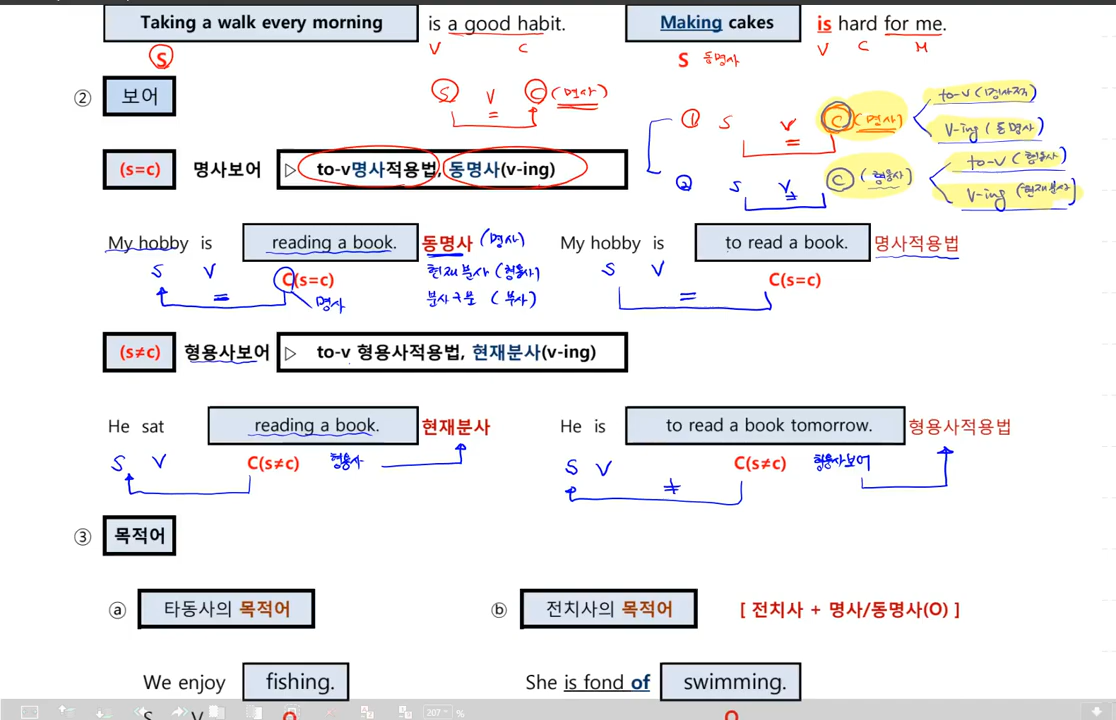 Taking a walk every morning is a good habit. Making cakes is hard for me.
S V C S 동명사 V C M
② 보어
S V = C (명사)
① S V = C (명사) to-v (명사적
V-ing (동명사
② S V C (형용사) to-v (형용사)
V-ing (현재분사)
(s=c) 명사보어 ▷ to-v명사적용법, 동명사(v-ing)
My hobby is reading a book. 동명사 (명사) My hobby is to read a book. 명사적용법
S V C(s=c) 현재분사 (형용사) S V C(s=c)
= 명사 분사구문 (부사) =
(s≠c) 형용사보어 ▷ to-v 형용사적용법, 현재분사(v-ing)
He sat reading a book. 현재분사 He is to read a book tomorrow. 형용사적용법
S V C(s≠c) 형용사 S V C(s≠c) 형용사보어
≠
③ 목적어
ⓐ 타동사의 목적어 ⓑ 전치사의 목적어 [ 전치사 + 명사/동명사(O) ]
We enjoy fishing. She is fond of swimming.
S V O O
207 %